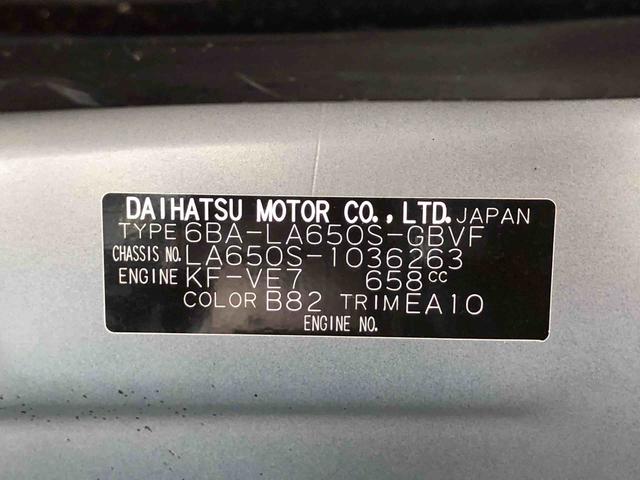 DAIHATSU MOTOR CO., LTD. JAPAN
TYPE 6BA-LA650S-GBVF
CHASSIS NO. LA650S-1036263
ENGINE KF-VE7 658cc
COLOR B82 TRIM EA10
ENGINE NO.